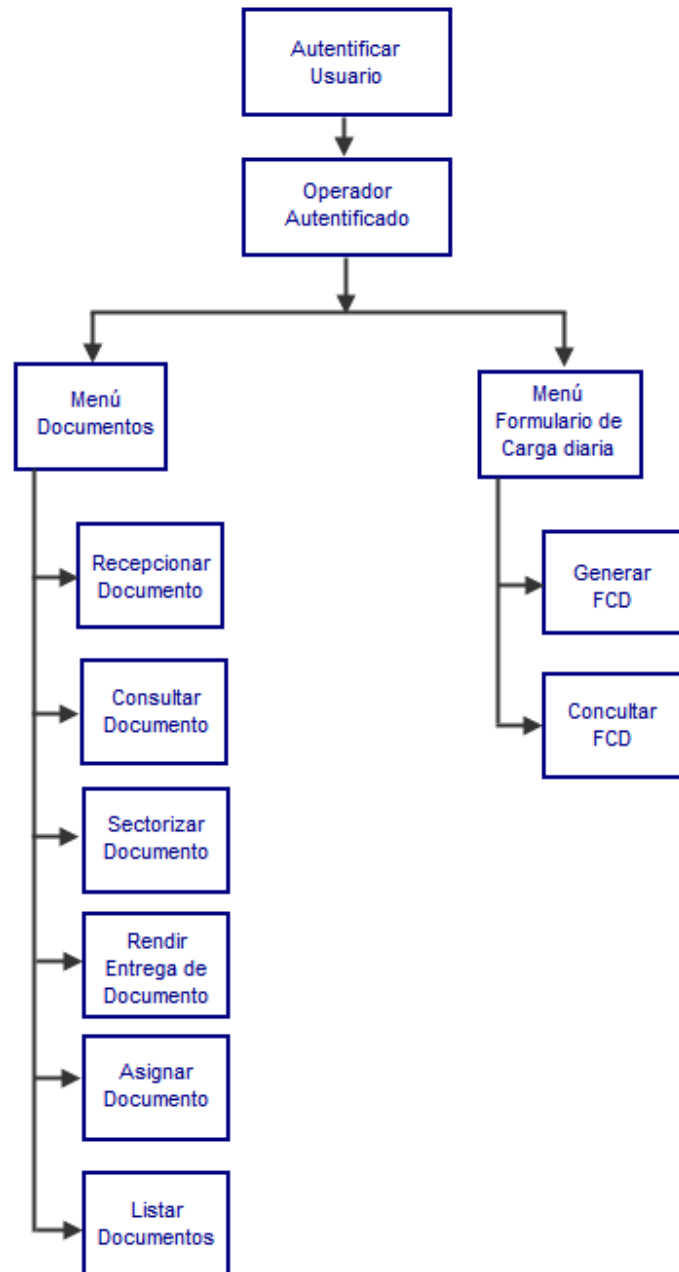 Autentificar
Usuario
Operador
Autentificado
Menú
Documentos
Menú
Formulario de
Carga diaria
Recepcionar
Documento
Consultar
Documento
Sectorizar
Documento
Rendir
Entrega de
Documento
Asignar
Documento
Listar
Documentos
Generar
FCD
Concultar
FCD